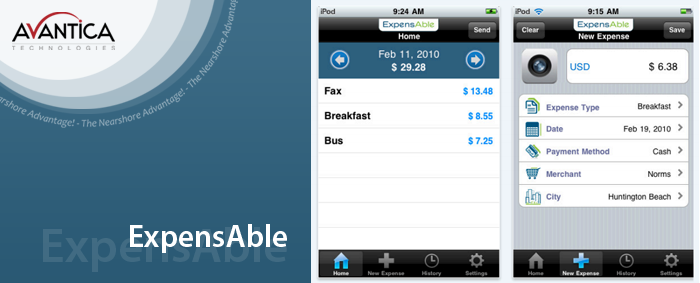 AVANTICA
TECHNOLOGIES
Nearshore Advantage! - The Nearshore Advantage! - The Nearshore Advantage!
ExpensAble
ExpensAble
iPod
9:24 AM
ExpensAble
Home
Send
Feb 11, 2010
$ 29.28
Fax $ 13.48
Breakfast $ 8.55
Bus $ 7.25
Home New Expense History Settings
iPod
9:15 AM
Clear
ExpensAble
New Expense
Save
USD $ 6.38
Expense Type Breakfast
Date Feb 19, 2010
Payment Method Cash
Merchant Norms
City Huntington Beach
Home New Expense History Settings